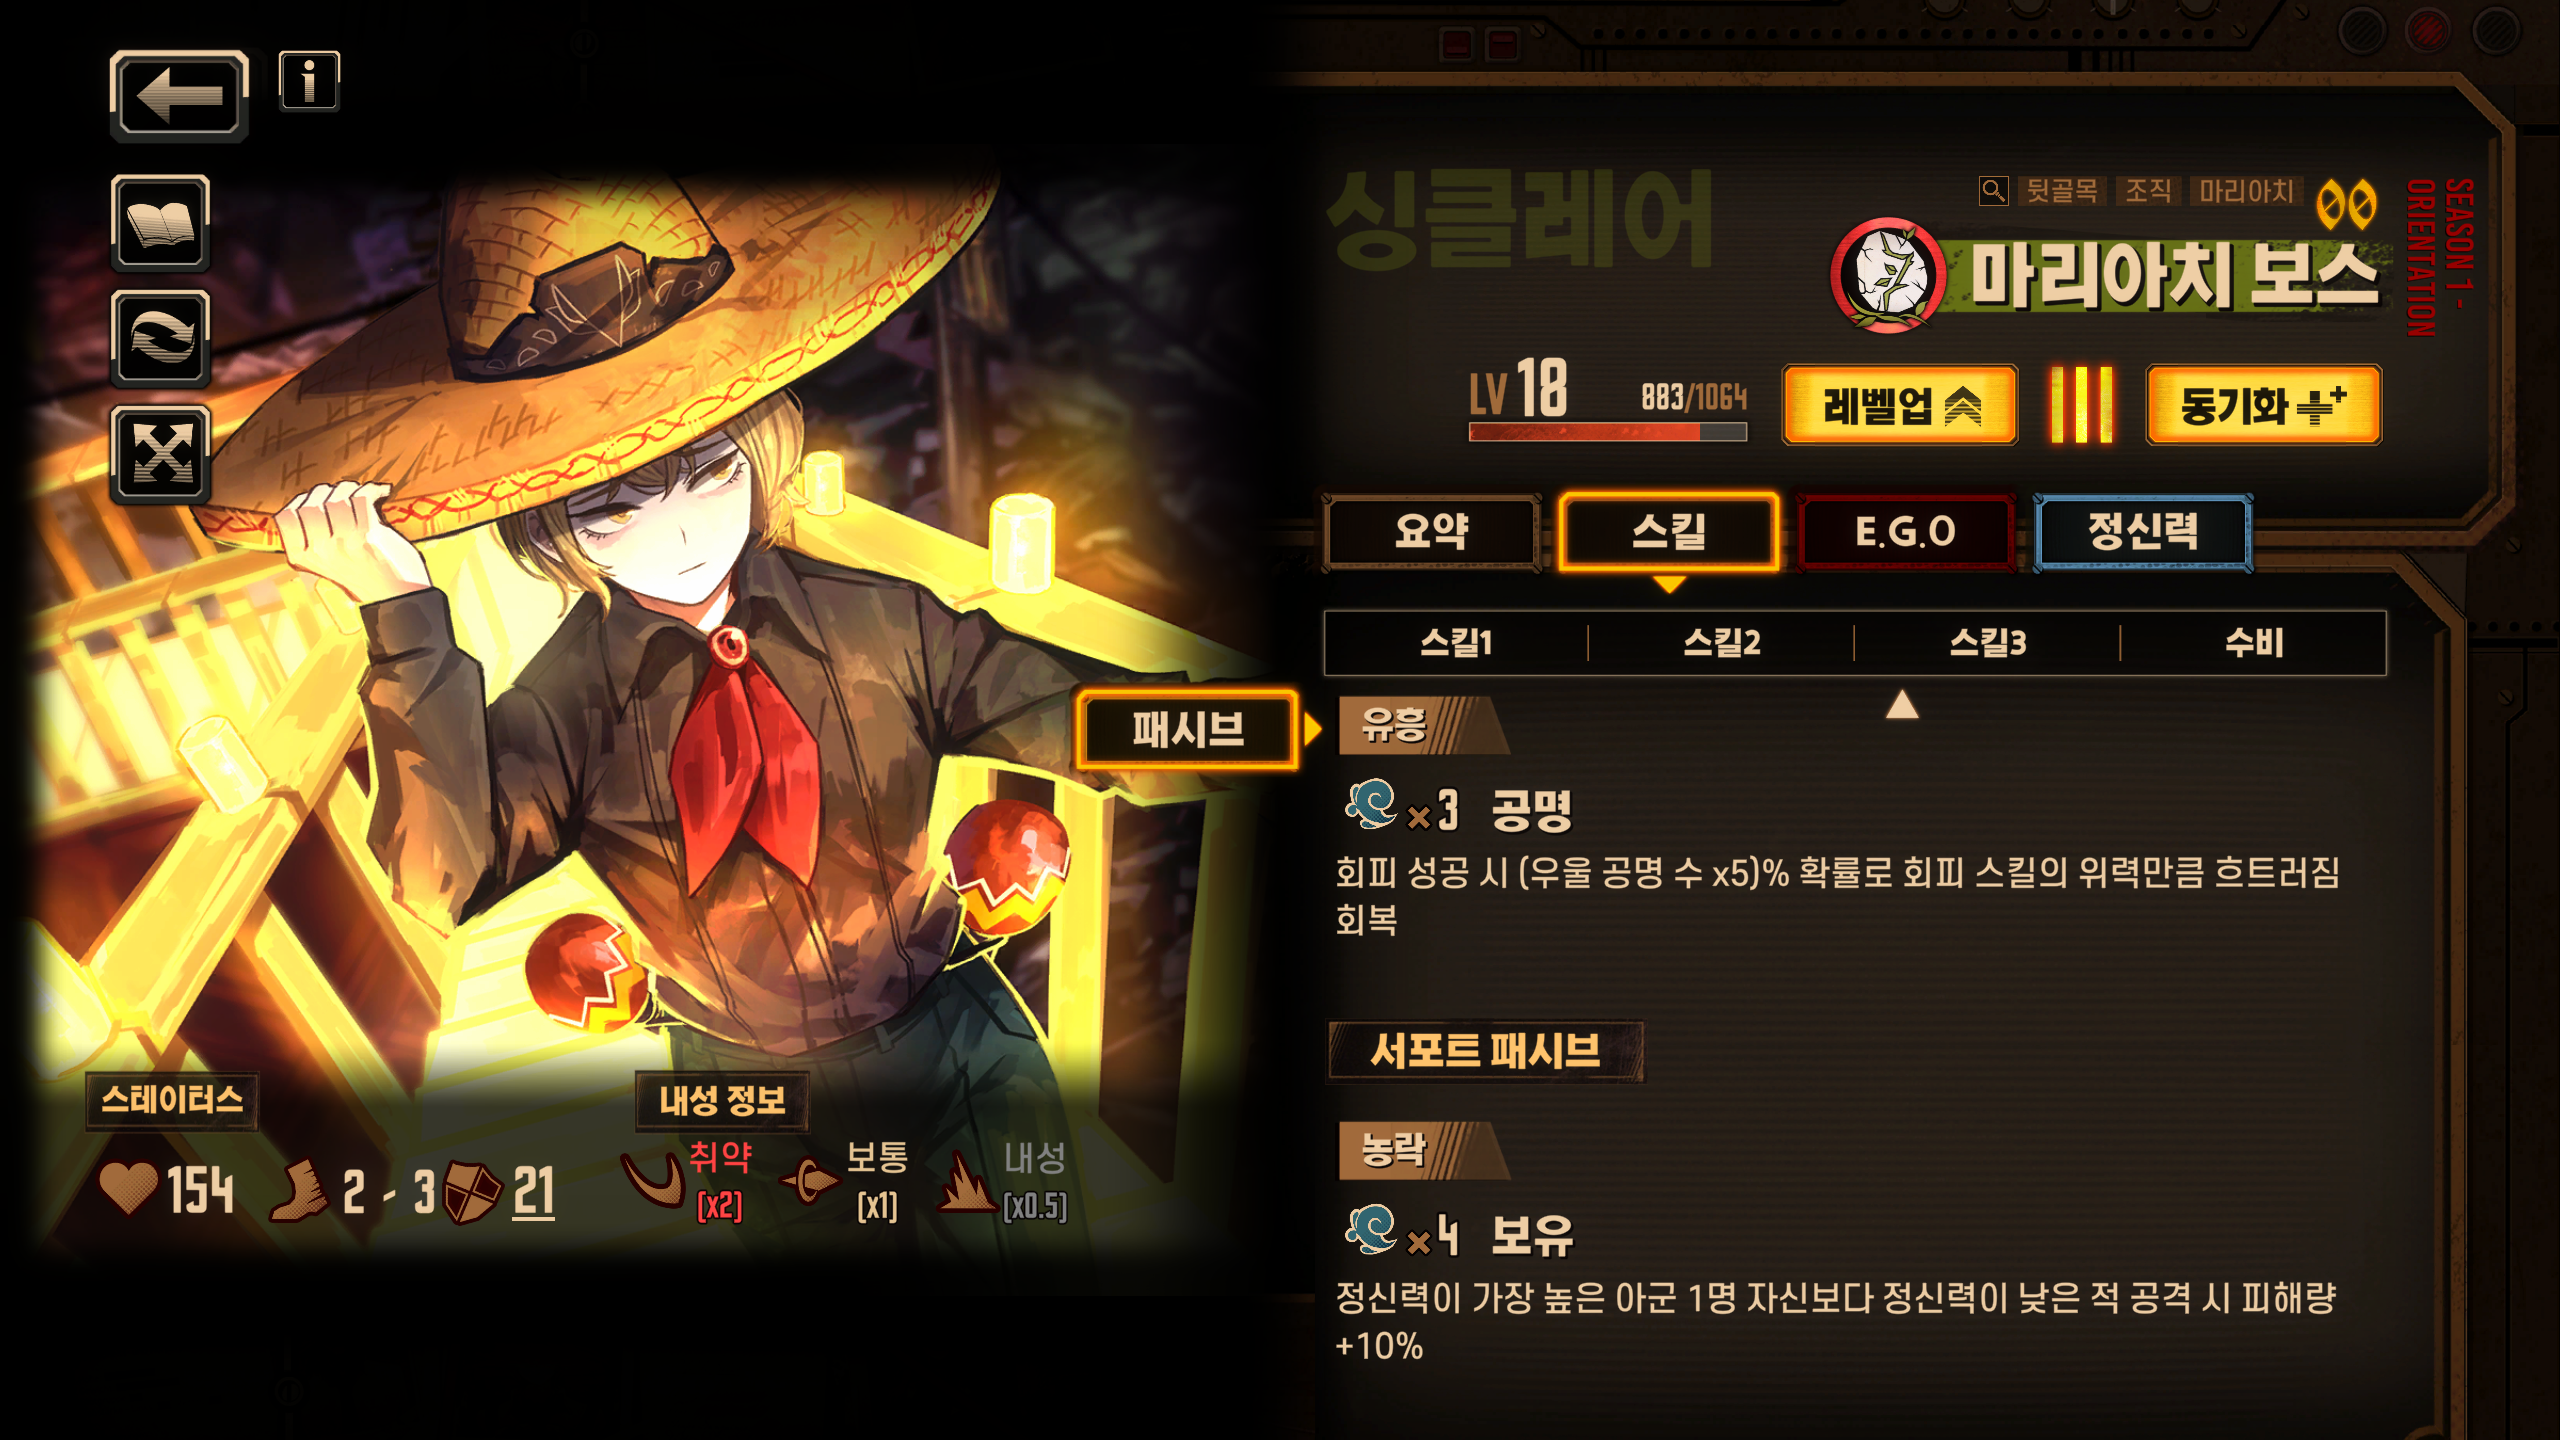 싱클레어
뒷골목 조직 마리아치
마리아치 보스
SEASON 1 -
ORIENTATION
LV 18
883/1064
레벨업
동기화
요약
스킬
E.G.O
정신력
스킬1
스킬2
스킬3
수비
패시브
유흥
×3 공명
회피 성공 시 (우울 공명 수 x5)% 확률로 회피 스킬의 위력만큼 흐트러짐
회복
서포트 패시브
농락
×4 보유
정신력이 가장 높은 아군 1명 자신보다 정신력이 낮은 적 공격 시 피해량
+10%
스테이터스
154
2 - 3
21
내성 정보
취약
[x2]
보통
[x1]
내성
[x0.5]